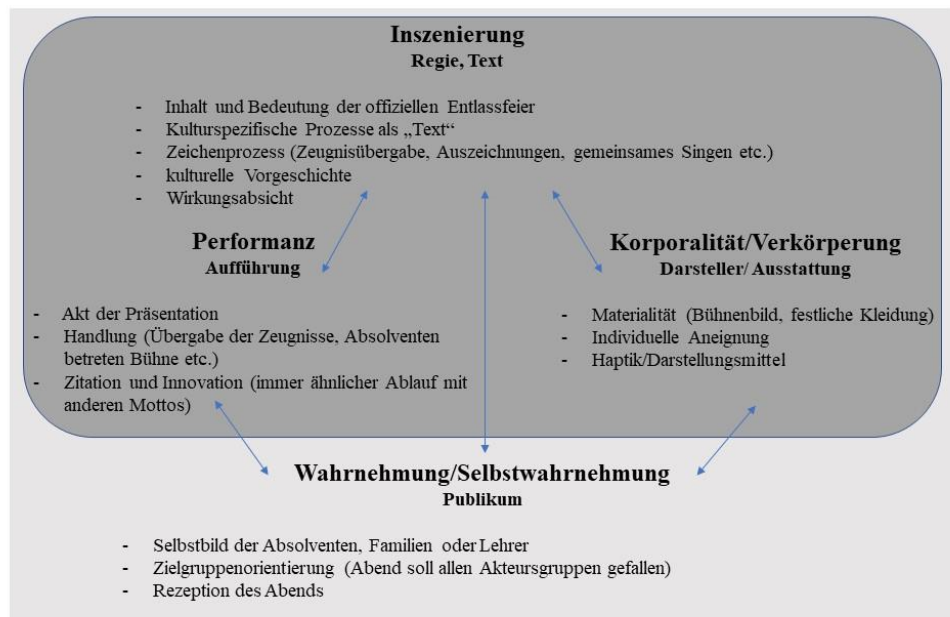 Inszenierung
Regie, Text
- Inhalt und Bedeutung der offiziellen Entlassfeier
- Kulturspezifische Prozesse als „Text“
- Zeichenprozess (Zeugnisübergabe, Auszeichnungen, gemeinsames Singen etc.)
- kulturelle Vorgeschichte
- Wirkungsabsicht
Performanz
Aufführung
- Akt der Präsentation
- Handlung (Übergabe der Zeugnisse, Absolventen
betreten Bühne etc.)
- Zitation und Innovation (immer ähnlicher Ablauf mit
anderen Mottos)
Korporalität/Verkörperung
Darsteller/ Ausstattung
- Materialität (Bühnenbild, festliche Kleidung)
- Individuelle Aneignung
- Haptik/Darstellungsmittel
Wahrnehmung/Selbstwahrnehmung
Publikum
- Selbstbild der Absolventen, Familien oder Lehrer
- Zielgruppenorientierung (Abend soll allen Akteursgruppen gefallen)
- Rezeption des Abends